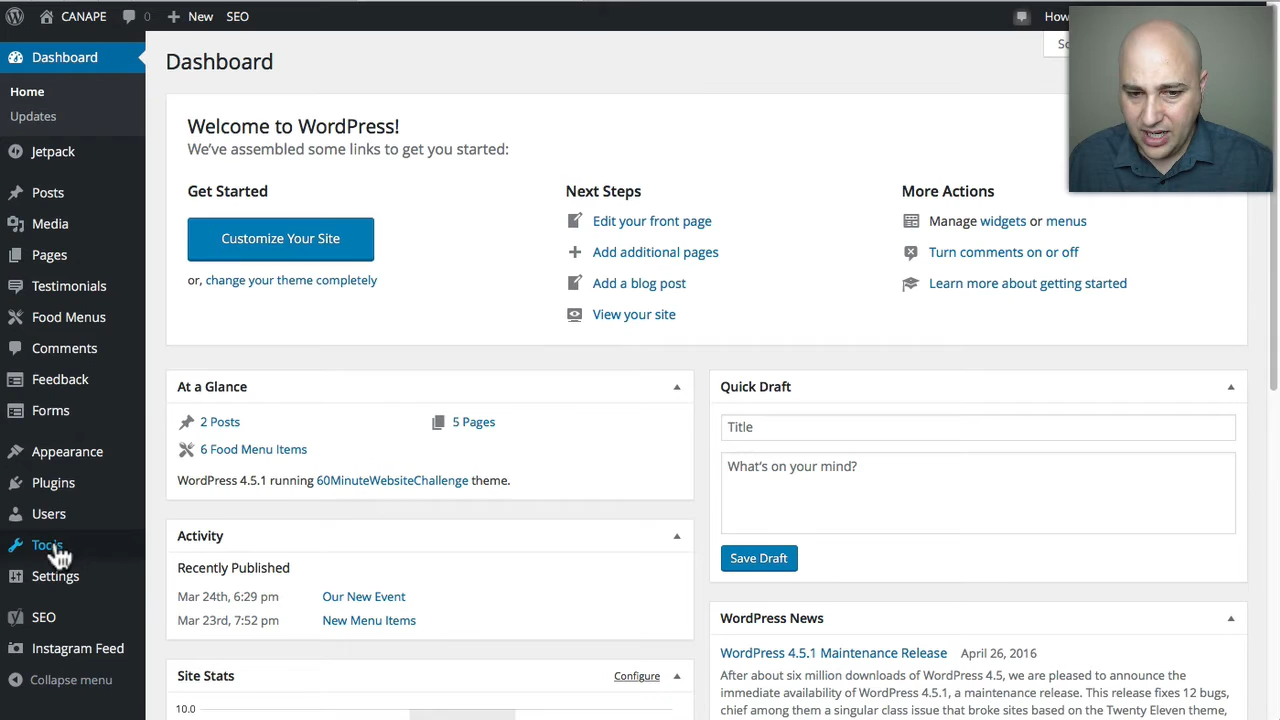 CANAPE
0
New
SEO
How
Dashboard
Home
Updates
Jetpack
Posts
Media
Pages
Testimonials
Food Menus
Comments
Feedback
Forms
Appearance
Plugins
Users
Tools
Settings
SEO
Instagram Feed
Collapse menu
Dashboard
Welcome to WordPress!
We've assembled some links to get you started:
Get Started
Customize Your Site
or, change your theme completely
Next Steps
Edit your front page
Add additional pages
Add a blog post
View your site
More Actions
Manage widgets or menus
Turn comments on or off
Learn more about getting started
At a Glance
2 Posts
5 Pages
6 Food Menu Items
WordPress 4.5.1 running 60MinuteWebsiteChallenge theme.
Activity
Recently Published
Mar 24th, 6:29 pm Our New Event
Mar 23rd, 7:52 pm New Menu Items
Site Stats
Configure
10.0
Quick Draft
Title
What's on your mind?
Save Draft
WordPress News
WordPress 4.5.1 Maintenance Release April 26, 2016
After about six million downloads of WordPress 4.5, we are pleased to announce the
immediate availability of WordPress 4.5.1, a maintenance release. This release fixes 12 bugs,
chief among them a singular class issue that broke sites based on the Twenty Eleven theme,